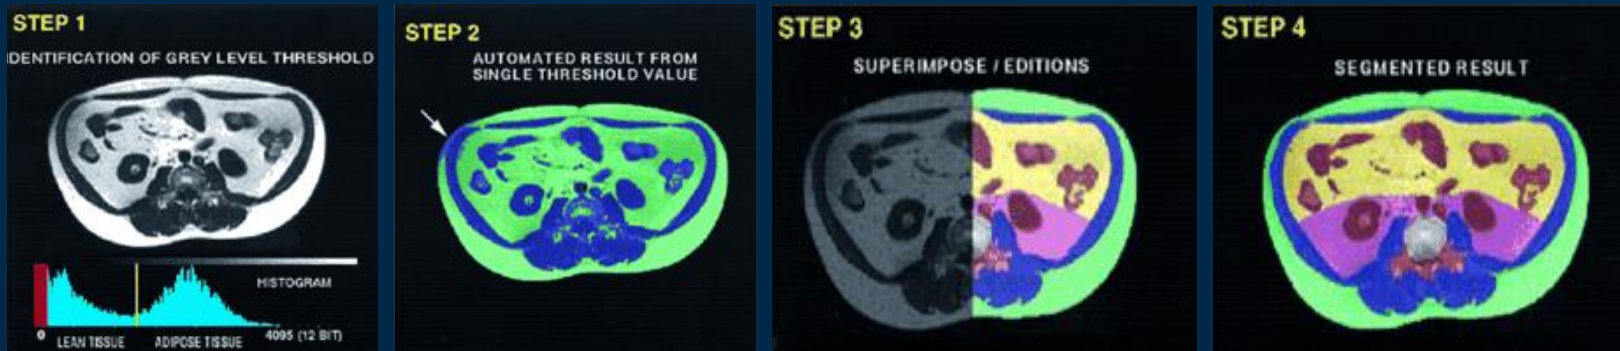 STEP 1
IDENTIFICATION OF GREY LEVEL THRESHOLD
HISTOGRAM
0
4095 (12 BIT)
LEAN TISSUE
ADIPOSE TISSUE
STEP 2
AUTOMATED RESULT FROM
SINGLE THRESHOLD VALUE
STEP 3
SUPERIMPOSE / EDITIONS
STEP 4
SEGMENTED RESULT